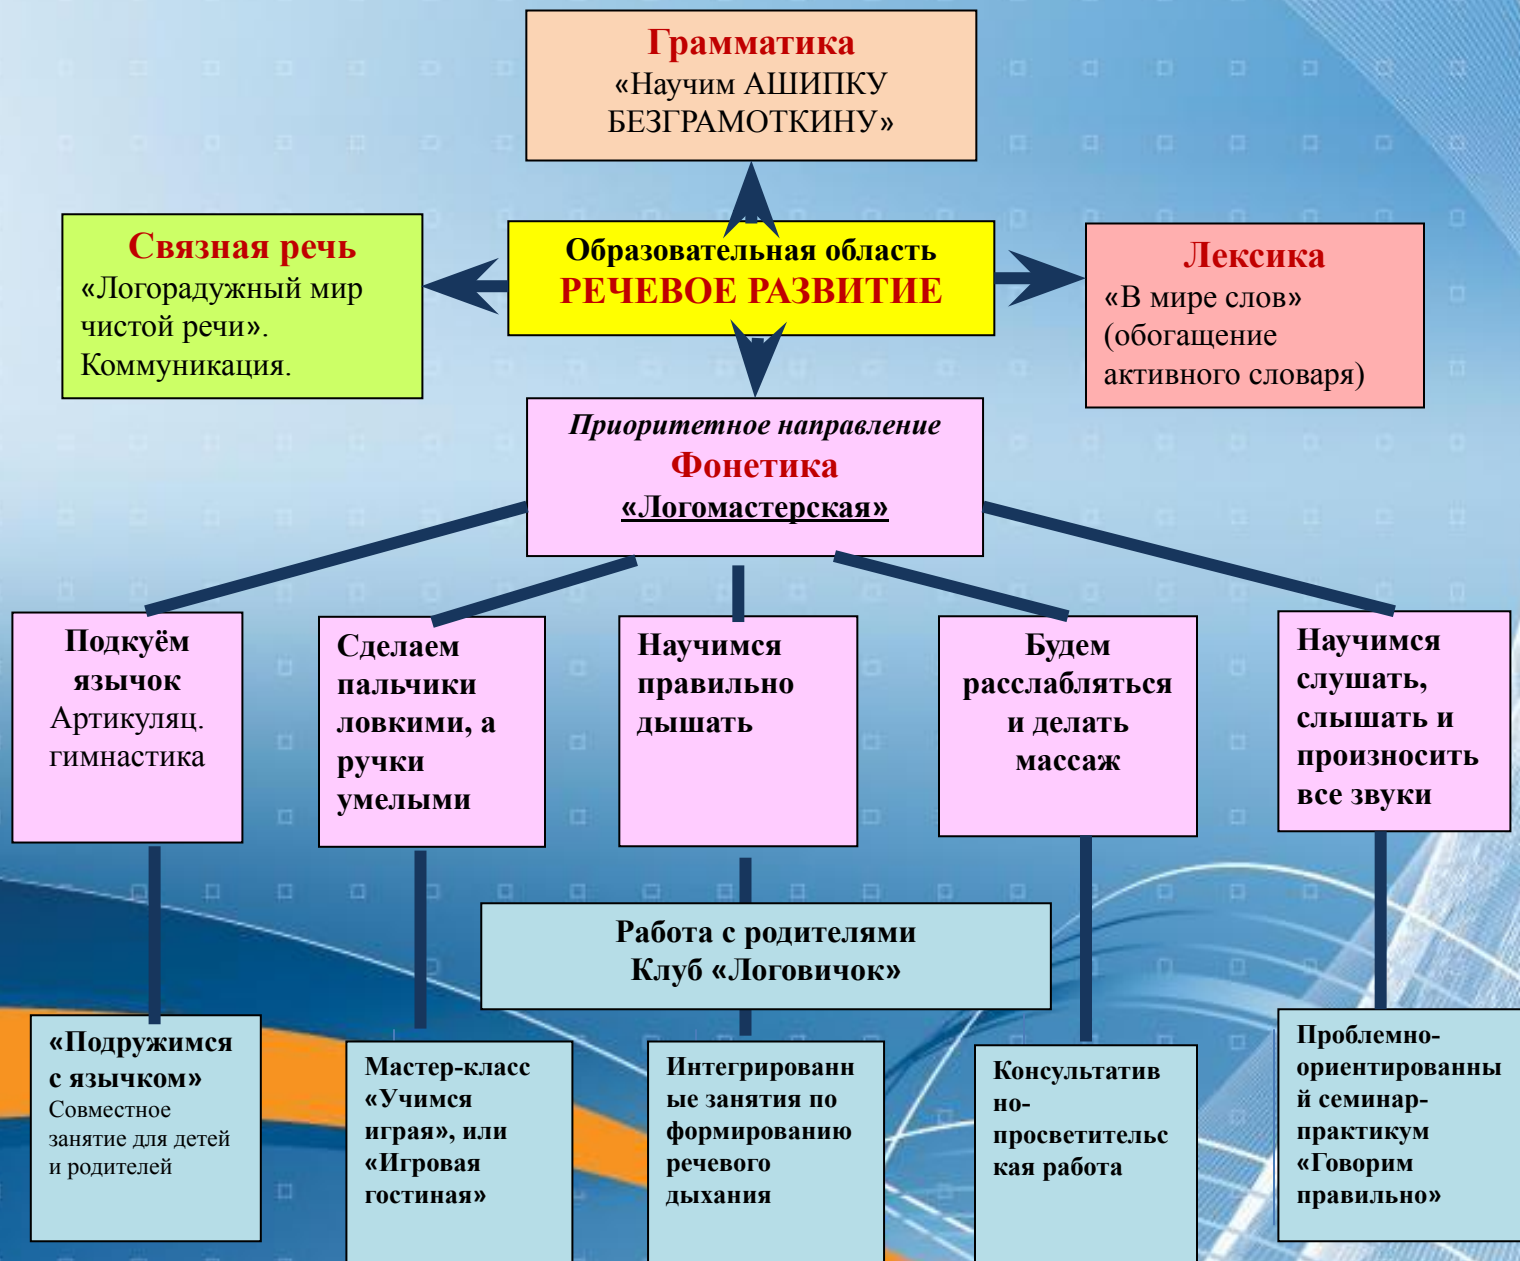 Грамматика
«Научим АШИПКУ
БЕЗГРАМОТКИНУ»
Связная речь
«Логорадужный мир
чистой речи».
Коммуникация.
Образовательная область
РЕЧЕВОЕ РАЗВИТИЕ
Лексика
«В мире слов»
(обогащение
активного словаря)
Приоритетное направление
Фонетика
«Логомастерская»
Подкуём
язычок
Артикуляц.
гимнастика
Сделаем
пальчики
ловкими, а
ручки
умелыми
Научимся
правильно
дышать
Будем
расслабляться
и делать
массаж
Научимся
слушать,
слышать и
произносить
все звуки
Работа с родителями
Клуб «Логовичок»
«Подружимся
с язычком»
Совместное
занятие для детей
и родителей
Мастер-класс
«Учимся
играя», или
«Игровая
гостиная»
Интегрированн
ые занятия по
формированию
речевого
дыхания
Консультатив
но-
просветительс
кая работа
Проблемно-
ориентированны
й семинар-
практикум
«Говорим
правильно»